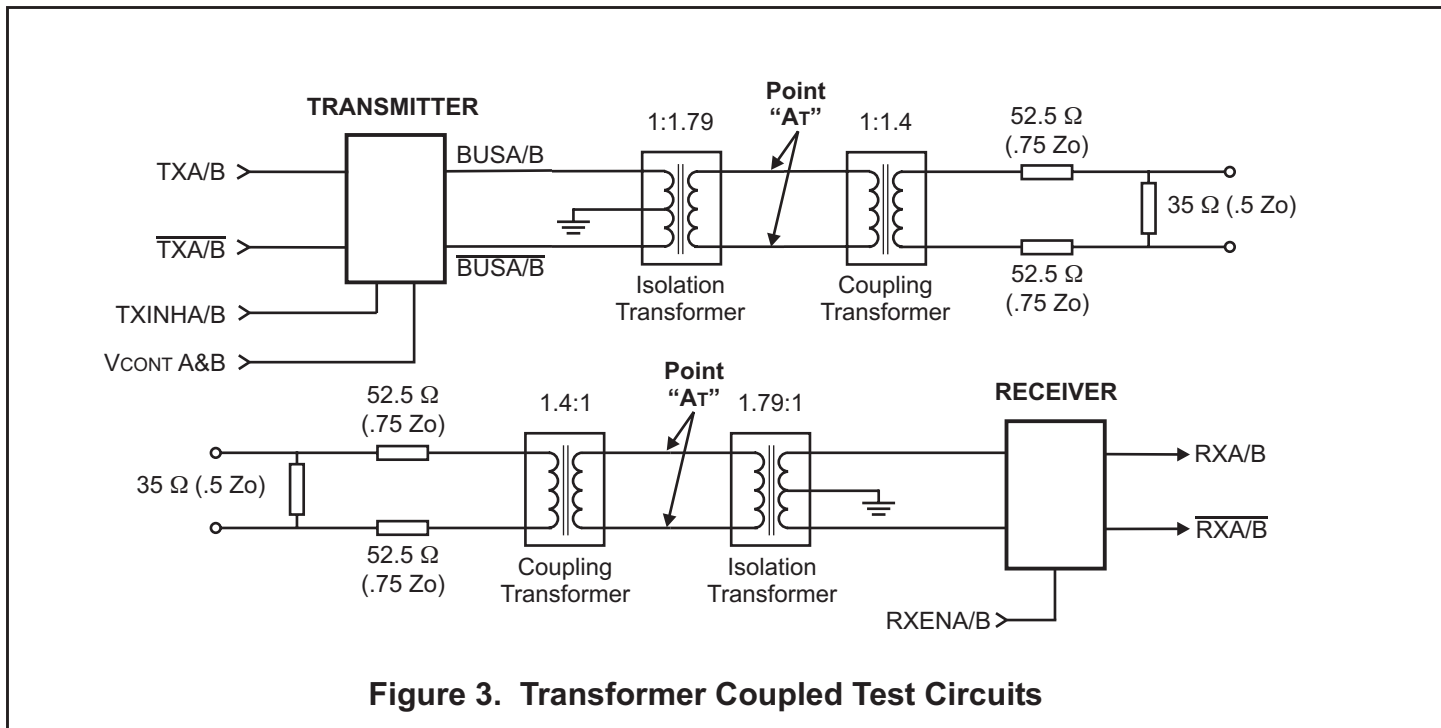 TRANSMITTER
TXA/B
TXA/B
TXINHA/B
VCONT A&B
BUSA/B
BUSA/B
1:1.79
Isolation
Transformer
Point
“AT”
1:1.4
Coupling
Transformer
52.5 Ω
(.75 Zo)
35 Ω (.5 Zo)
52.5 Ω
(.75 Zo)
35 Ω (.5 Zo)
52.5 Ω
(.75 Zo)
52.5 Ω
(.75 Zo)
1.4:1
Coupling
Transformer
Point
“AT”
1.79:1
Isolation
Transformer
RECEIVER
RXA/B
RXA/B
RXENA/B
Figure 3. Transformer Coupled Test Circuits